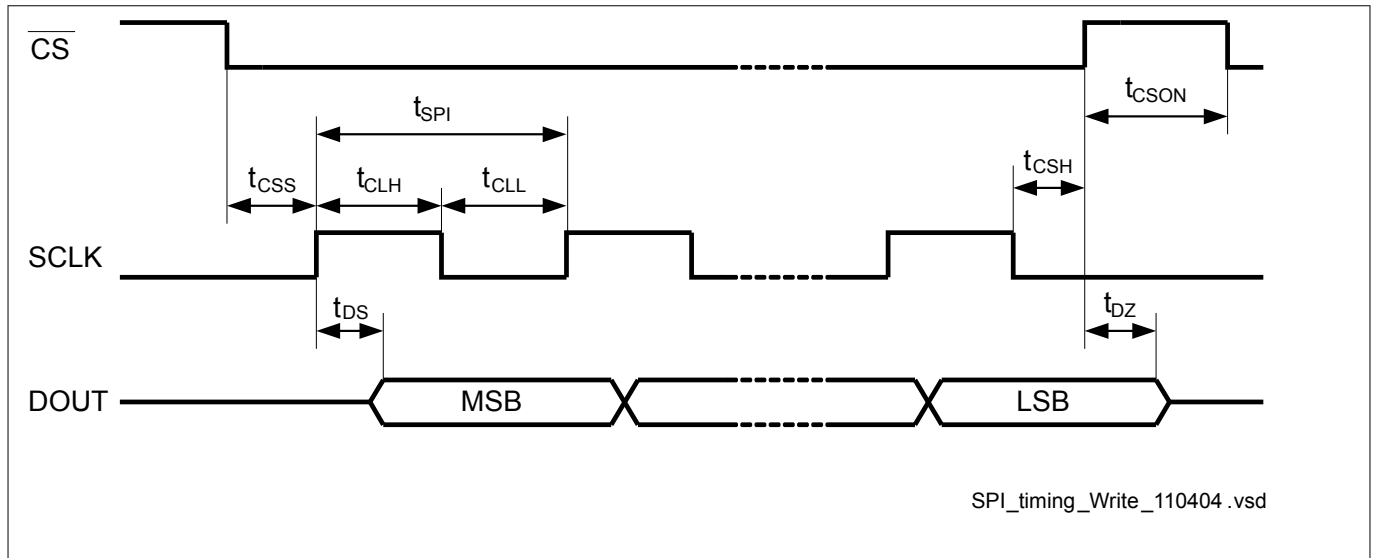 CS
tCSON
tSPI
tCSH
tCSS tCLH tCLL
SCLK
tDS tDZ
DOUT MSB LSB
SPI_timing_Write_110404.vsd